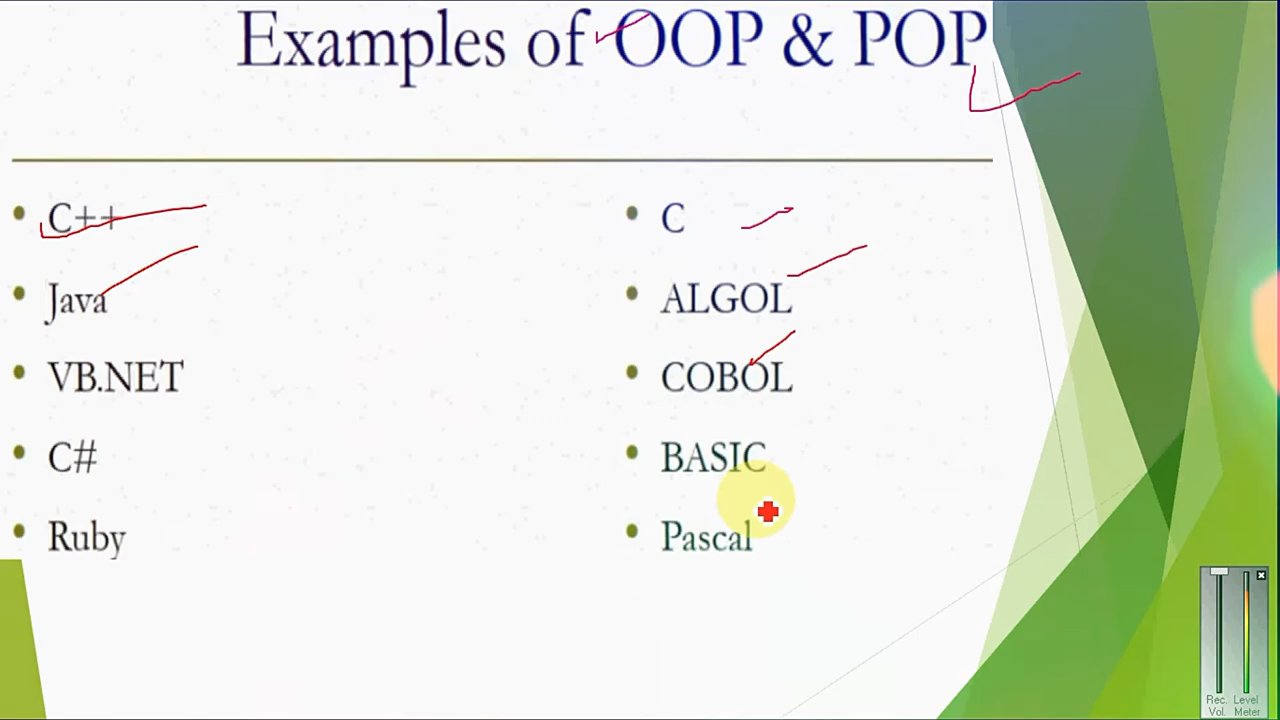 Examples of OOP & POP
• C++
• Java
• VB.NET
• C#
• Ruby
• C
• ALGOL
• COBOL
• BASIC
• Pascal
Rec. Level
Vol. Meter